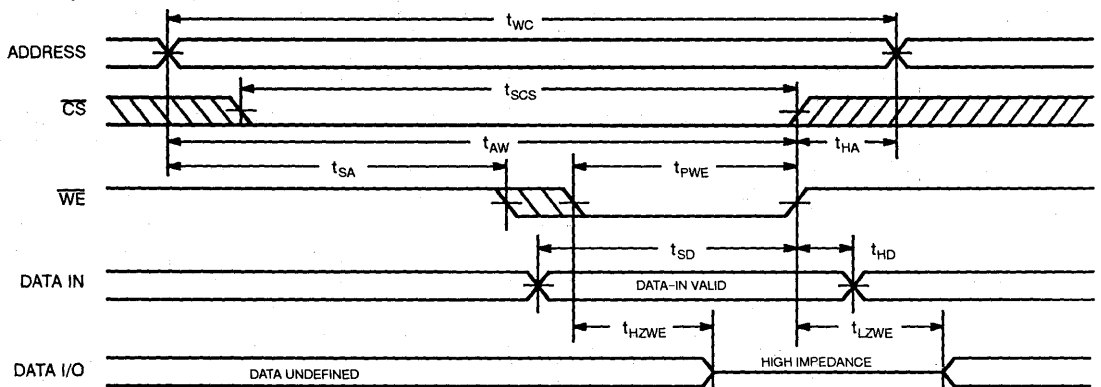 tWC
ADDRESS
tSCS
CS
tAW
tHA
tSA
tPWE
WE
tSD
tHD
DATA IN
DATA-IN VALID
tHZWE
tLZWE
DATA I/O
DATA UNDEFINED
HIGH IMPEDANCE